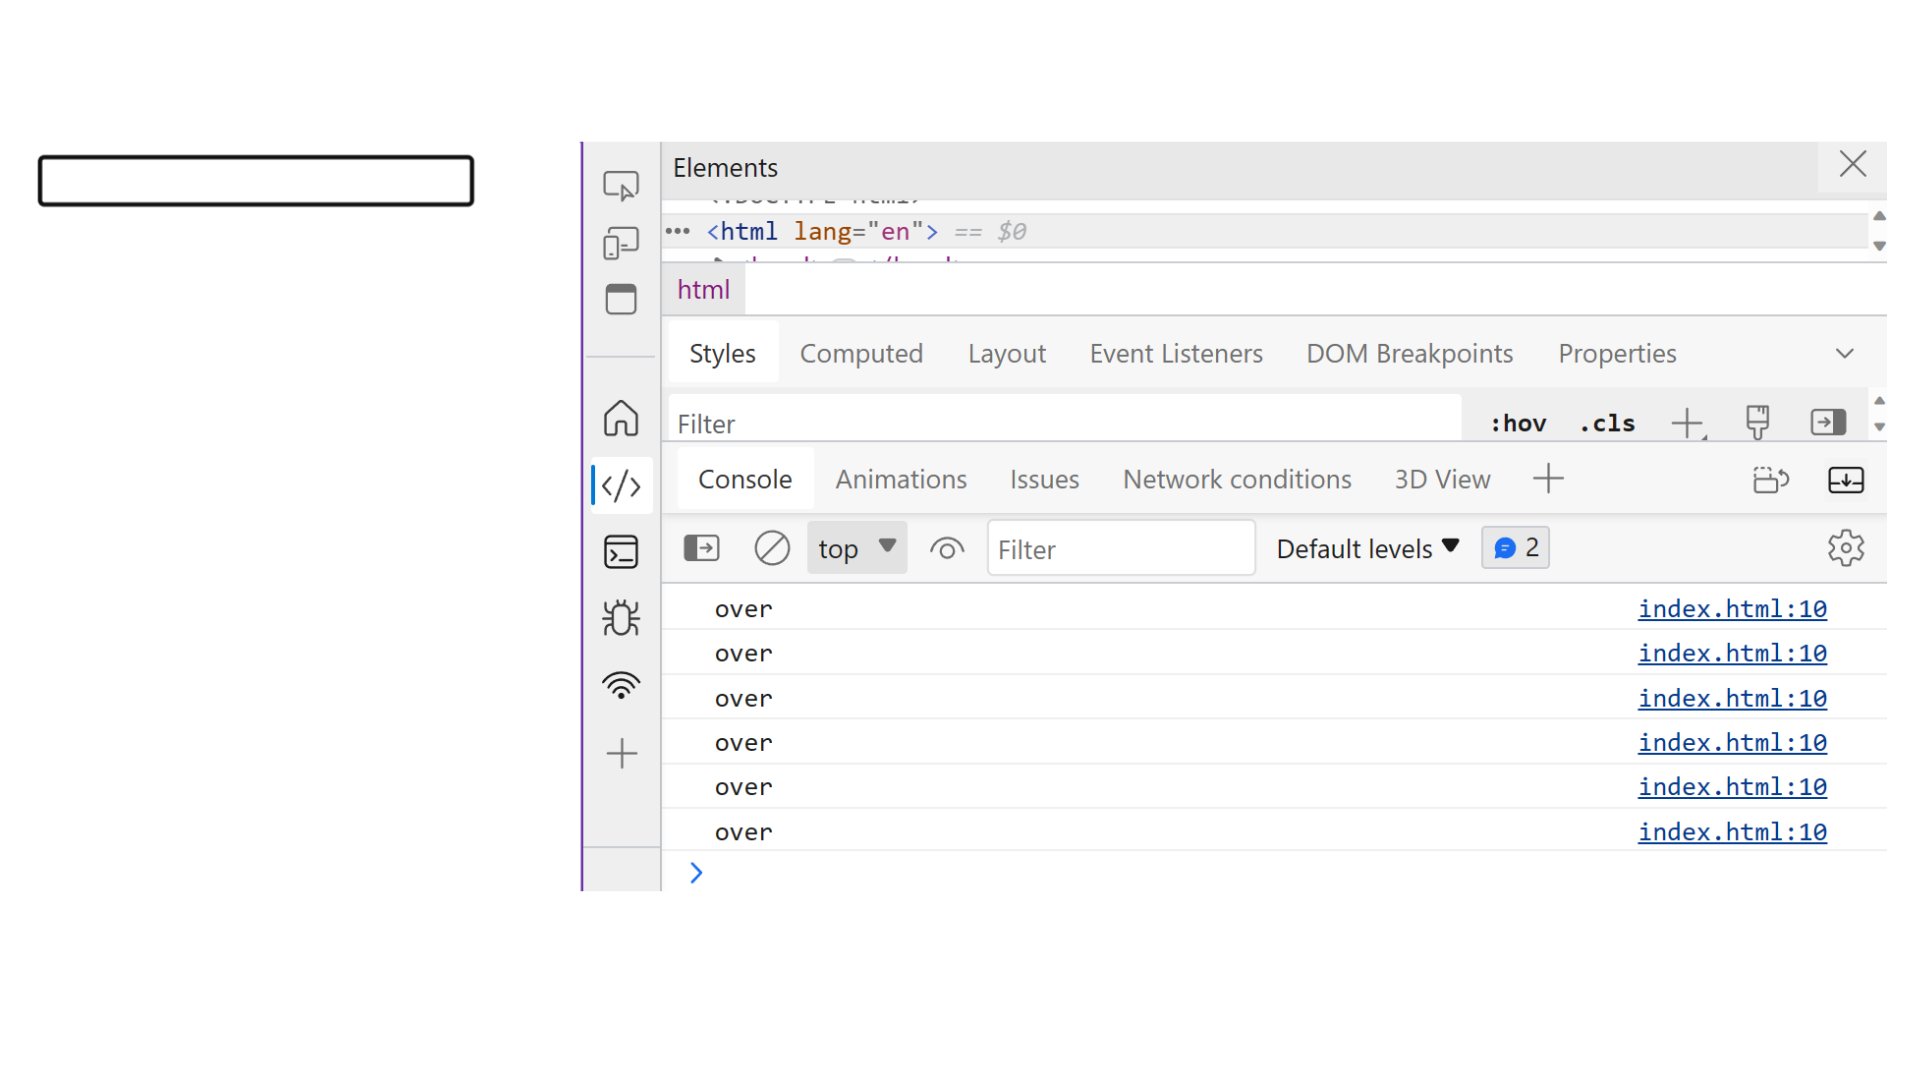 Elements
<!DOCTYPE html>
••• <html lang="en"> == $0
html
Styles Computed Layout Event Listeners DOM Breakpoints Properties
Filter :hov .cls
Console Animations Issues Network conditions 3D View
top Filter Default levels 2
over index.html:10
over index.html:10
over index.html:10
over index.html:10
over index.html:10
over index.html:10